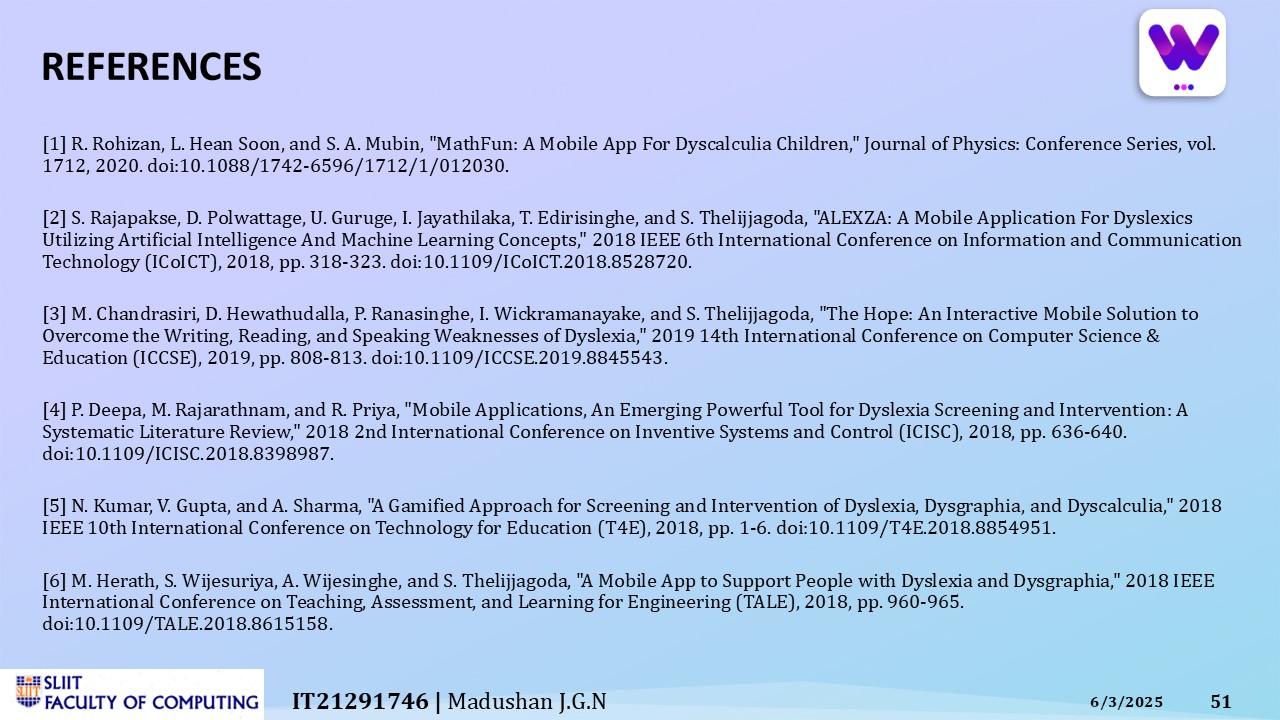 REFERENCES
[1] R. Rohizan, L. Hean Soon, and S. A. Mubin, "MathFun: A Mobile App For Dyscalculia Children," Journal of Physics: Conference Series, vol.
1712, 2020. doi:10.1088/1742-6596/1712/1/012030.
[2] S. Rajapakse, D. Polwattage, U. Guruge, I. Jayathilaka, T. Edirisinghe, and S. Thelijjagoda, "ALEXZA: A Mobile Application For Dyslexics
Utilizing Artificial Intelligence And Machine Learning Concepts," 2018 IEEE 6th International Conference on Information and Communication
Technology (ICoICT), 2018, pp. 318-323. doi:10.1109/ICoICT.2018.8528720.
[3] M. Chandrasiri, D. Hewathudalla, P. Ranasinghe, I. Wickramanayake, and S. Thelijjagoda, "The Hope: An Interactive Mobile Solution to
Overcome the Writing, Reading, and Speaking Weaknesses of Dyslexia," 2019 14th International Conference on Computer Science &
Education (ICCSE), 2019, pp. 808-813. doi:10.1109/ICCSE.2019.8845543.
[4] P. Deepa, M. Rajarathnam, and R. Priya, "Mobile Applications, An Emerging Powerful Tool for Dyslexia Screening and Intervention: A
Systematic Literature Review," 2018 2nd International Conference on Inventive Systems and Control (ICISC), 2018, pp. 636-640.
doi:10.1109/ICISC.2018.8398987.
[5] N. Kumar, V. Gupta, and A. Sharma, "A Gamified Approach for Screening and Intervention of Dyslexia, Dysgraphia, and Dyscalculia," 2018
IEEE 10th International Conference on Technology for Education (T4E), 2018, pp. 1-6. doi:10.1109/T4E.2018.8854951.
[6] M. Herath, S. Wijesuriya, A. Wijesinghe, and S. Thelijjagoda, "A Mobile App to Support People with Dyslexia and Dysgraphia," 2018 IEEE
International Conference on Teaching, Assessment, and Learning for Engineering (TALE), 2018, pp. 960-965.
doi:10.1109/TALE.2018.8615158.
SLIIT
FACULTY OF COMPUTING
IT21291746 | Madushan J.G.N
6/3/2025
51